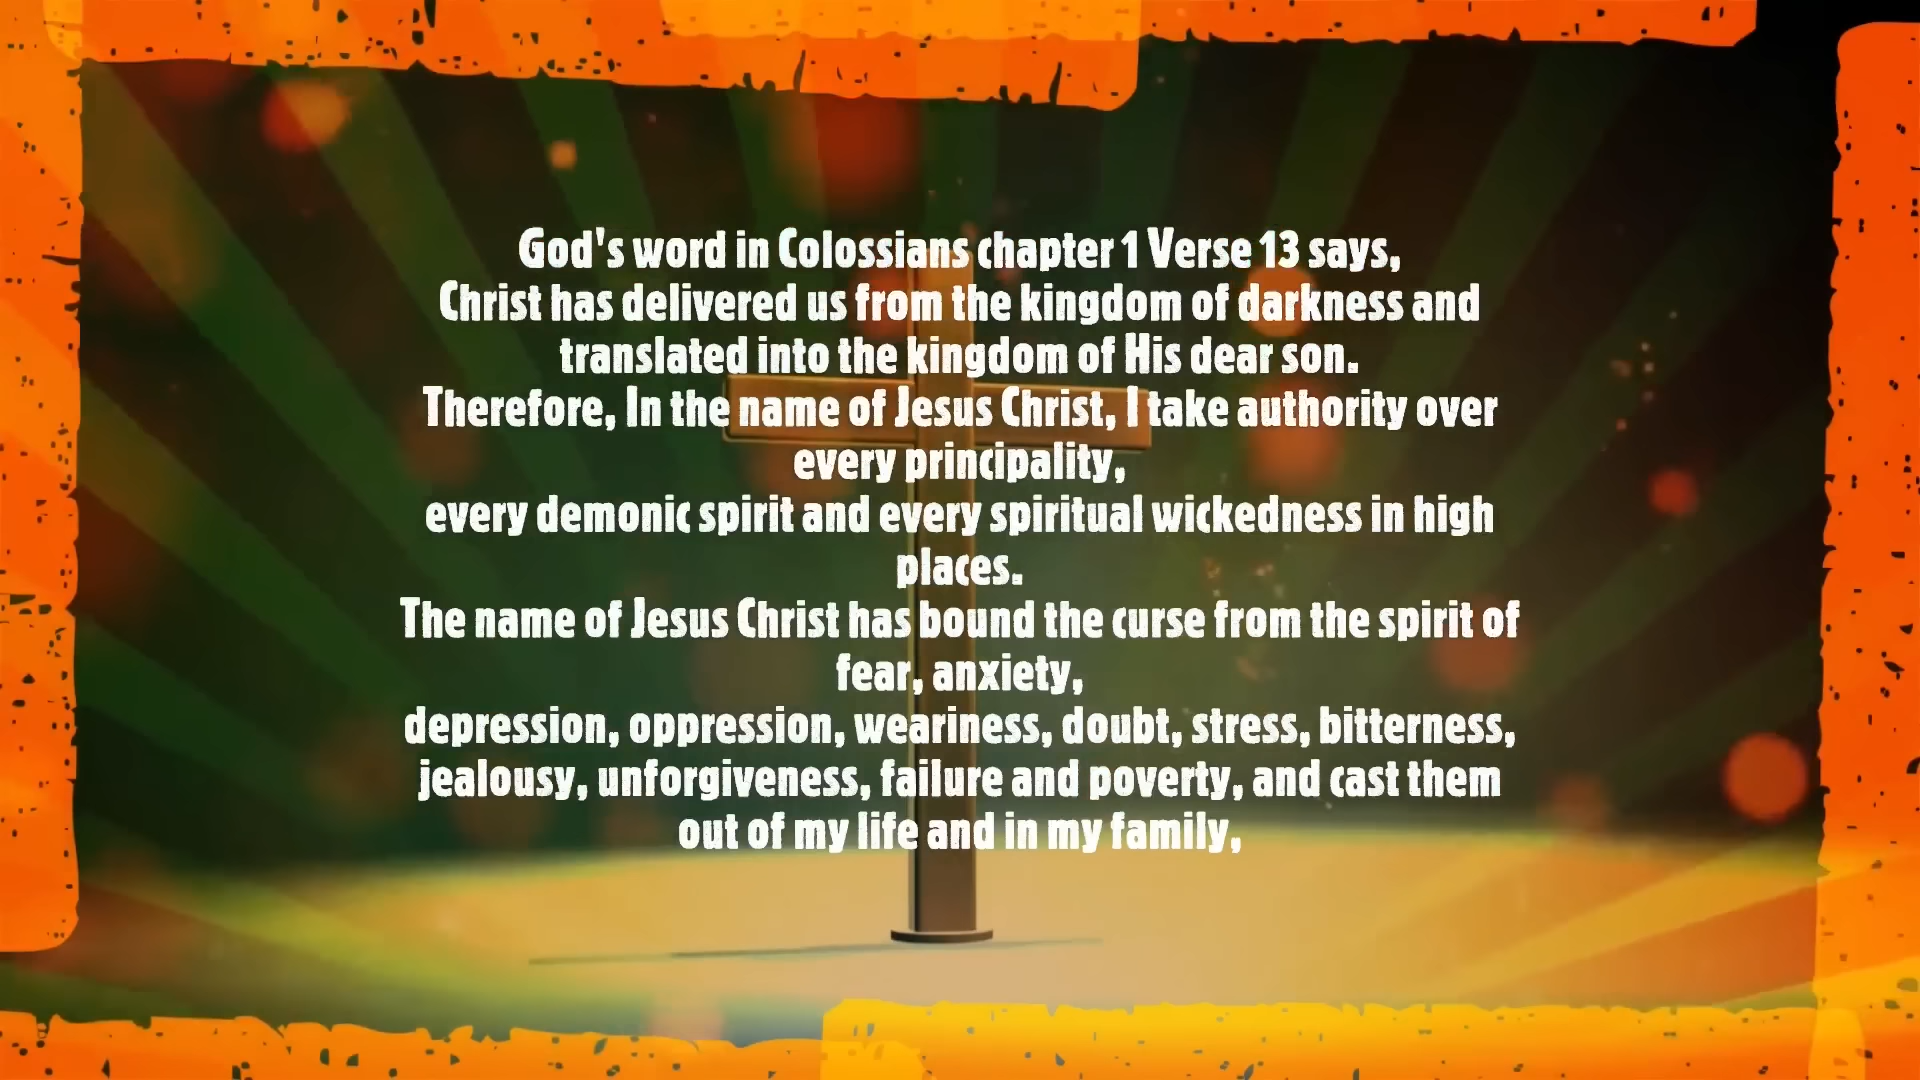 God's word in Colossians chapter 1 Verse 13 says,
Christ has delivered us from the kingdom of darkness and
translated into the kingdom of His dear son.
Therefore, In the name of Jesus Christ, I take authority over
every principality,
every demonic spirit and every spiritual wickedness in high
places.
The name of Jesus Christ has bound the curse from the spirit of
fear, anxiety,
depression, oppression, weariness, doubt, stress, bitterness,
jealousy, unforgiveness, failure and poverty, and cast them
out of my life and in my family,